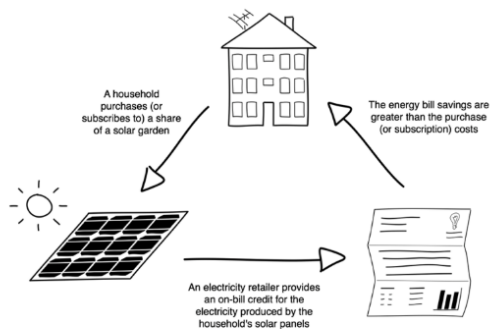 A household
purchases (or
subscribes to) a share
of a solar garden
The energy bill savings are
greater than the purchase
(or subscription) costs
An electricity retailer provides
an on-bill credit for the
electricity produced by the
household's solar panels